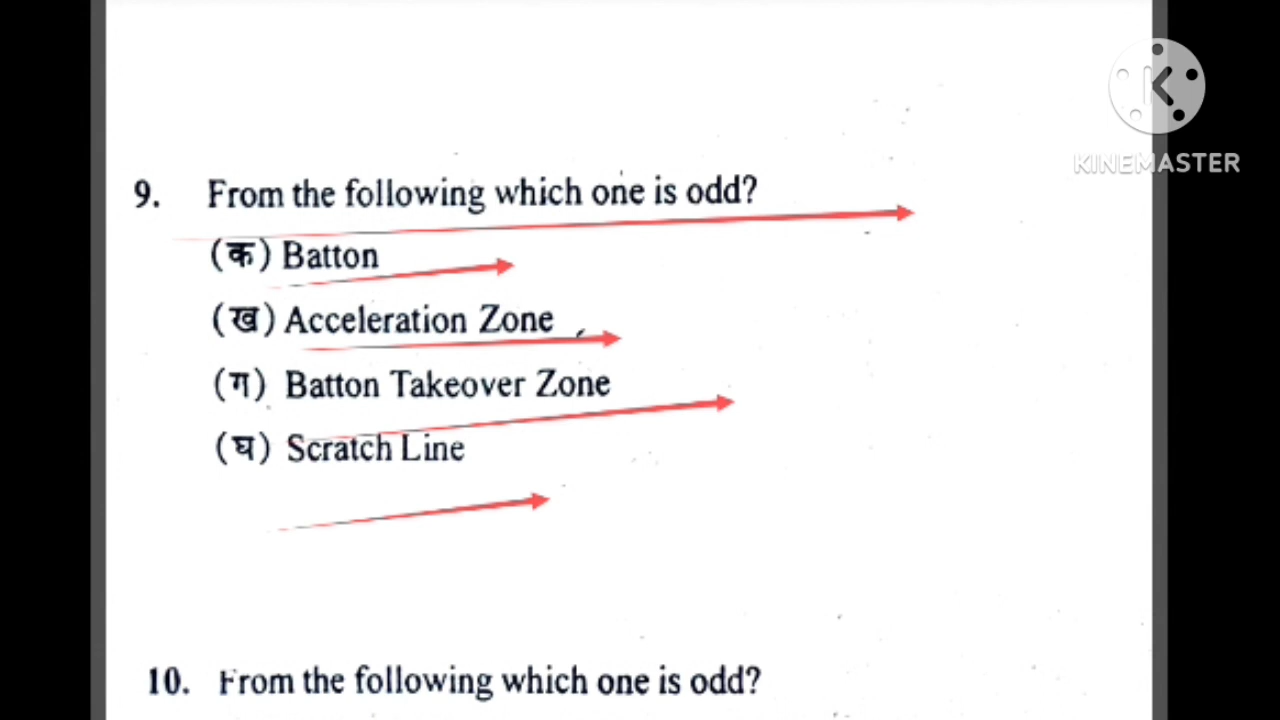 KINEMASTER
9. From the following which one is odd?
(क) Batton
(ख) Acceleration Zone
(ग) Batton Takeover Zone
(घ) Scratch Line
10. From the following which one is odd?